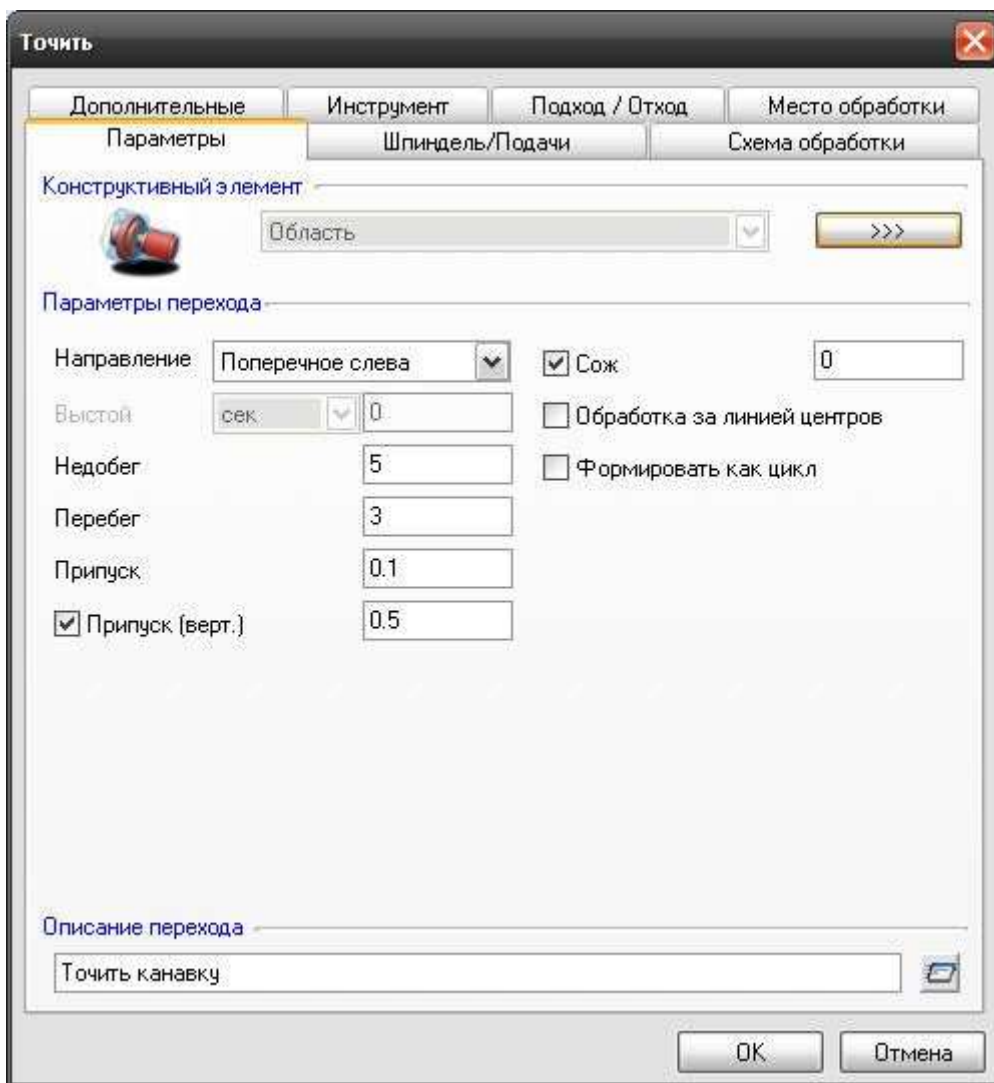 Точить
Дополнительные Инструмент Подход / Отход Место обработки
Параметры Шпиндель/Подачи Схема обработки
Конструктивный элемент
Область >>>
Параметры перехода
Направление Поперечное слева Сож 0
Выстой сек 0 Обработка за линией центров
Недобег 5 Формировать как цикл
Перебег 3
Припуск 0.1
Припуск (верт.) 0.5
Описание перехода
Точить канавку
OK Отмена